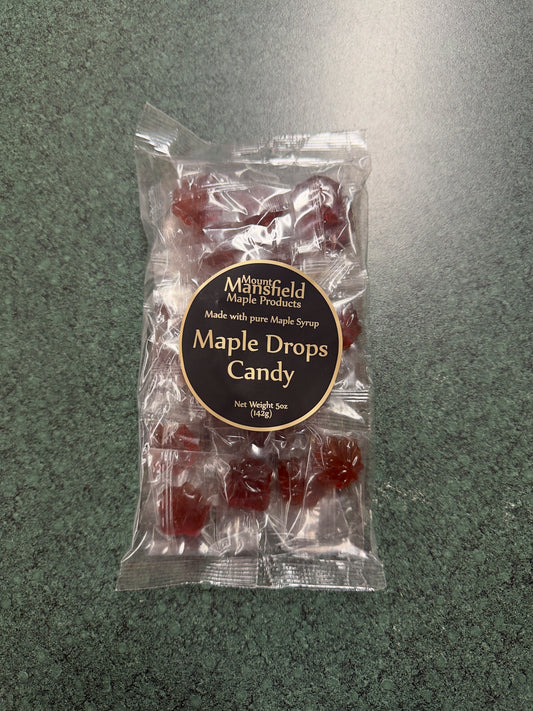 Mount
Mansfield
Maple Products
Made with pure Maple Syrup
Maple Drops
Candy
Net Weight 5oz
(142g)